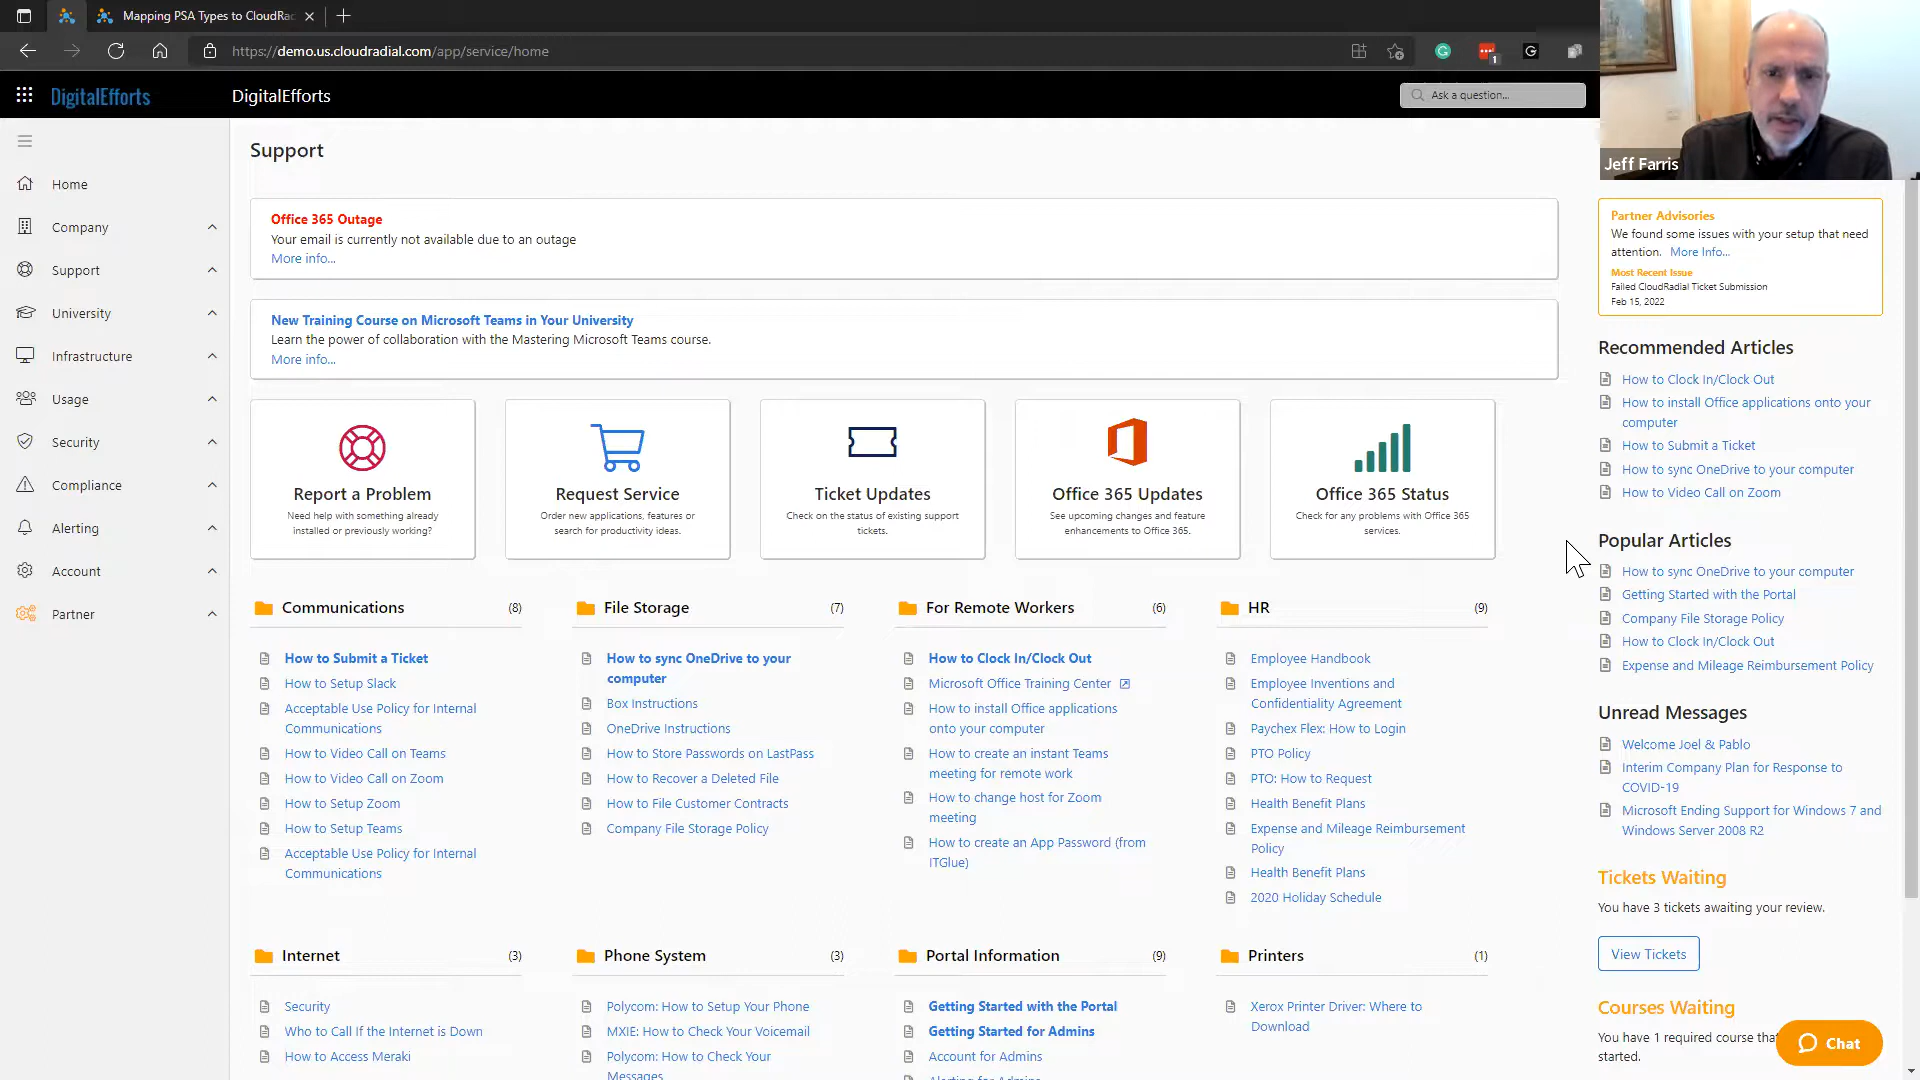 Mapping PSA Types to CloudRac
https://demo.us.cloudradial.com/app/service/home
1
G
G
DigitalEfforts
DigitalEfforts
Ask a question...
Jeff Farris
Home
Company
Support
University
Infrastructure
Usage
Security
Compliance
Alerting
Account
Partner
Support
Office 365 Outage
Your email is currently not available due to an outage
More info...
New Training Course on Microsoft Teams in Your University
Learn the power of collaboration with the Mastering Microsoft Teams course.
More info...
Report a Problem
Need help with something already
installed or previously working?
Request Service
Order new applications, features or
search for productivity ideas.
Ticket Updates
Check on the status of existing support
tickets.
Office 365 Updates
See upcoming changes and feature
enhancements to Office 365.
Office 365 Status
Check for any problems with Office 365
services.
Communications (8)
How to Submit a Ticket
How to Setup Slack
Acceptable Use Policy for Internal
Communications
How to Video Call on Teams
How to Video Call on Zoom
How to Setup Zoom
How to Setup Teams
Acceptable Use Policy for Internal
Communications
File Storage (7)
How to sync OneDrive to your
computer
Box Instructions
OneDrive Instructions
How to Store Passwords on LastPass
How to Recover a Deleted File
How to File Customer Contracts
Company File Storage Policy
For Remote Workers (6)
How to Clock In/Clock Out
Microsoft Office Training Center
How to install Office applications
onto your computer
How to create an instant Teams
meeting for remote work
How to change host for Zoom
meeting
How to create an App Password (from
ITGlue)
HR (9)
Employee Handbook
Employee Inventions and
Confidentiality Agreement
Paychex Flex: How to Login
PTO Policy
PTO: How to Request
Health Benefit Plans
Expense and Mileage Reimbursement
Policy
Health Benefit Plans
2020 Holiday Schedule
Internet (3)
Security
Who to Call If the Internet is Down
How to Access Meraki
Phone System (3)
Polycom: How to Setup Your Phone
MXIE: How to Check Your Voicemail
Polycom: How to Check Your
Messages
Portal Information (9)
Getting Started with the Portal
Getting Started for Admins
Account for Admins
Alerting for Admins
Printers (1)
Xerox Printer Driver: Where to
Download
Partner Advisories
We found some issues with your setup that need
attention. More Info...
Most Recent Issue
Failed CloudRadial Ticket Submission
Feb 15, 2022
Recommended Articles
How to Clock In/Clock Out
How to install Office applications onto your
computer
How to Submit a Ticket
How to sync OneDrive to your computer
How to Video Call on Zoom
Popular Articles
How to sync OneDrive to your computer
Getting Started with the Portal
Company File Storage Policy
How to Clock In/Clock Out
Expense and Mileage Reimbursement Policy
Unread Messages
Welcome Joel & Pablo
Interim Company Plan for Response to
COVID-19
Microsoft Ending Support for Windows 7 and
Windows Server 2008 R2
Tickets Waiting
You have 3 tickets awaiting your review.
View Tickets
Courses Waiting
You have 1 required course tha
started.
Chat